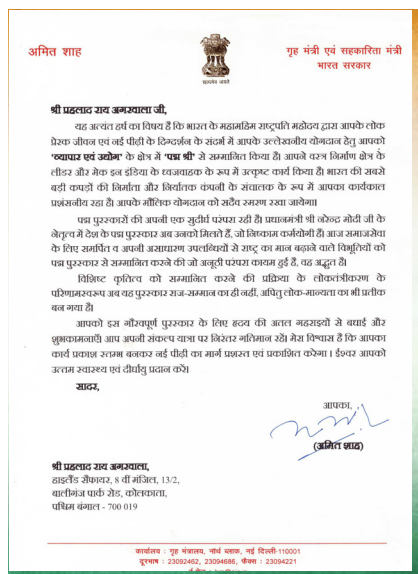 अमित शाह
सत्यमेव जयते
गृह मंत्री एवं सहकारिता मंत्री
भारत सरकार
श्री प्रहलाद राय अगरवाला जी,
यह अत्यंत हर्ष का विषय है कि भारत के महामहिम राष्ट्रपति महोदय द्वारा आपके लोक
प्रेरक जीवन एवं नई पीढ़ी के दिग्दर्शन के संदर्भ में आपके उल्लेखनीय योगदान हेतु आपको
'व्यापार एवं उद्योग' के क्षेत्र में 'पद्म श्री' से सम्मानित किया है। आपने वस्त्र निर्माण क्षेत्र के
लीडर और मेक इन इंडिया के ध्वजवाहक के रूप में उत्कृष्ट कार्य किया है। भारत की सबसे
बड़ी कपड़ों की निर्माता और निर्यातक कंपनी के संचालक के रूप में आपका कार्यकाल
प्रशंसनीय रहा है। आपके मौलिक योगदान को सदैव स्मरण रखा जायेगा।
पद्म पुरस्कारों की अपनी एक सुदीर्घ परंपरा रही है। प्रधानमंत्री श्री नरेन्द्र मोदी जी के
नेतृत्व में देश के पद्म पुरस्कार अब उनको मिलते हैं, जो निष्काम कर्मयोगी हैं। आज समाजसेवा
के लिए समर्पित व अपनी असाधारण उपलब्धियों से राष्ट्र का मान बढ़ाने वाले विभूतियों को
पद्म पुरस्कार से सम्मानित करने की जो अनूठी परंपरा कायम हुई है, वह अद्भुत है।
विशिष्ट कृतित्व को सम्मानित करने की प्रक्रिया के लोकतंत्रीकरण के
परिणामस्वरूप अब यह पुरस्कार राज-सम्मान का ही नहीं, अपितु लोक-मान्यता का भी प्रतीक
बन गया है।
आपको इस गौरवपूर्ण पुरस्कार के लिए हृदय की अतल गहराइयों से बधाई और
शुभकामनाएँ। आप अपनी संकल्प यात्रा पर निरंतर गतिमान रहें। मेरा विश्वास है कि आपका
कार्य प्रकाश स्तम्भ बनकर नई पीढ़ी का मार्ग प्रशस्त एवं प्रकाशित करेगा । ईश्वर आपको
उत्तम स्वास्थ्य एवं दीर्घायु प्रदान करें।
सादर,
आपका,
(अमित शाह)
श्री प्रहलाद राय अगरवाला,
हाइलैंड सैफायर, 8 वीं मंजिल, 13/2,
बालीगंज पार्क रोड, कोलकाता,
पश्चिम बंगाल - 700 019
कार्यालय : गृह मंत्रालय, नॉर्थ ब्लाक, नई दिल्ली-110001
दूरभाष : 23092462, 23094686, फैक्स : 23094221